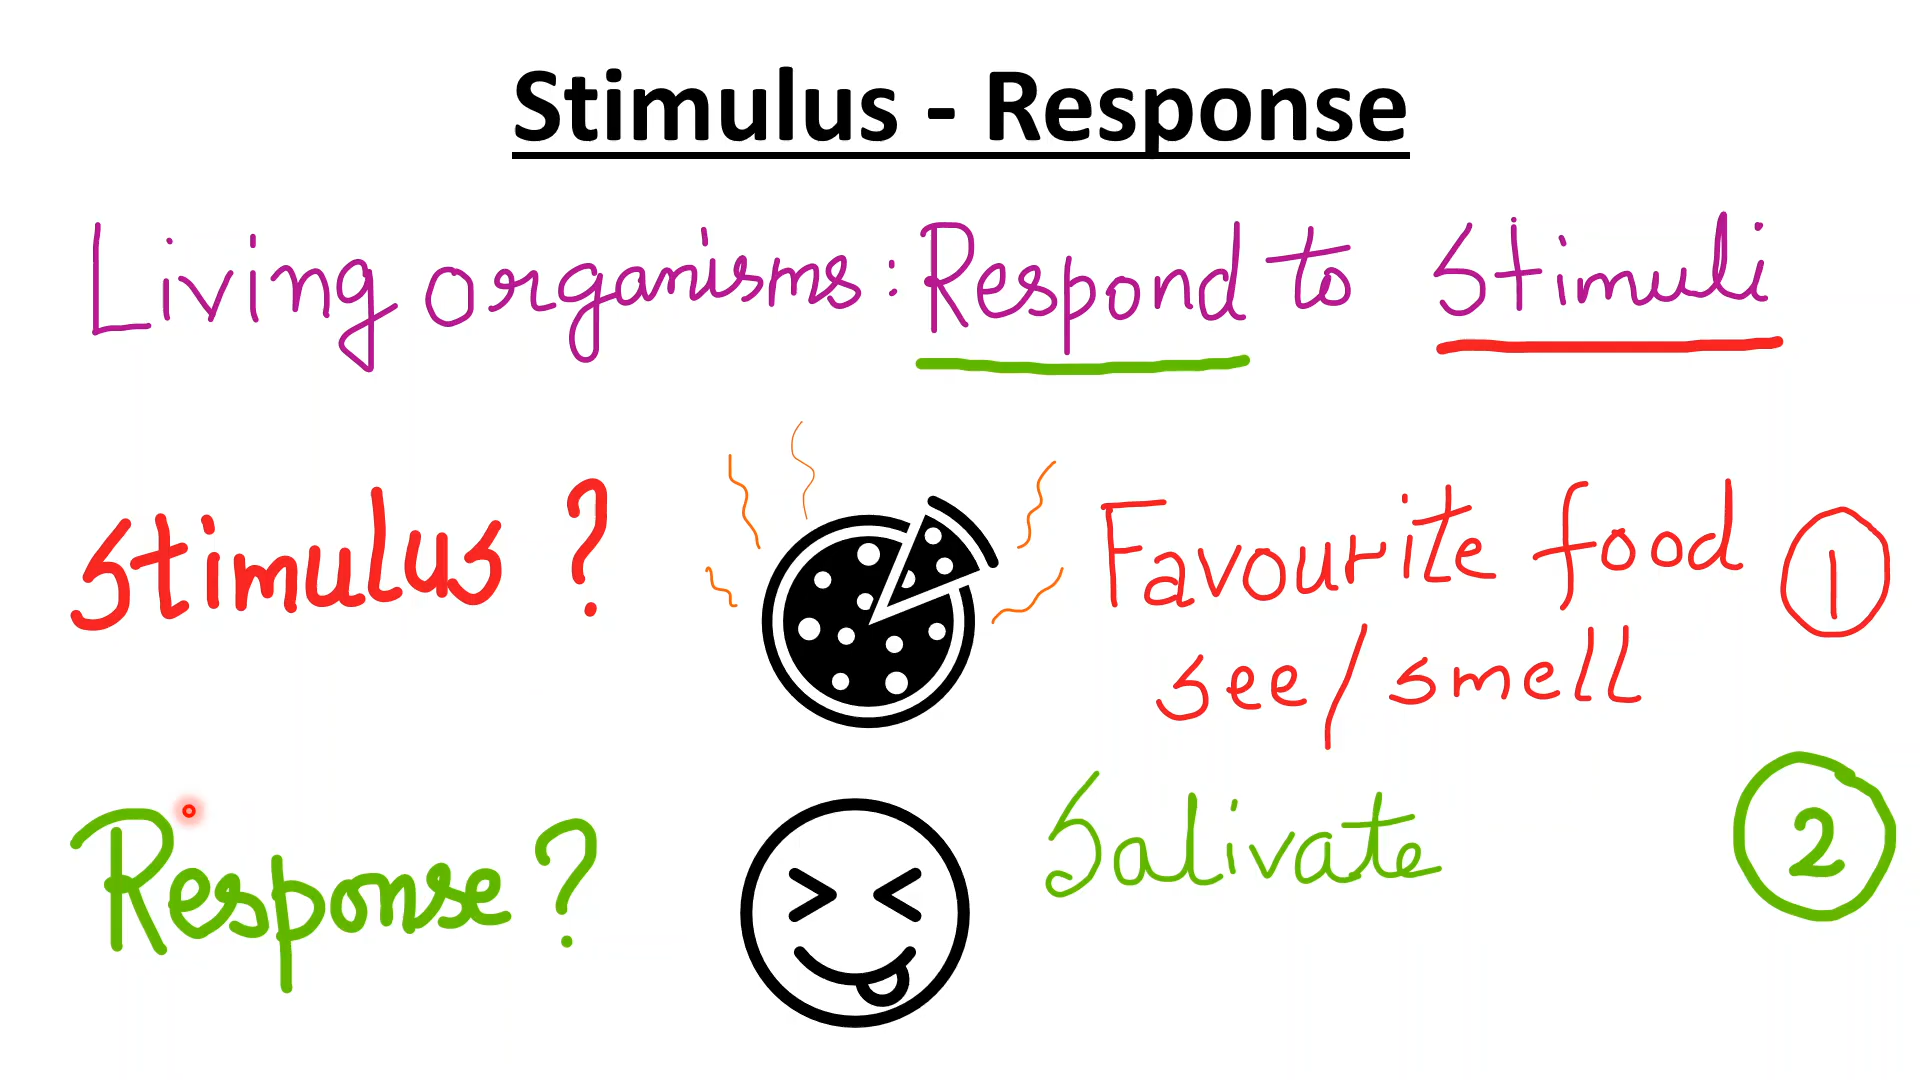 Stimulus - Response
Living organisms : Respond to Stimuli
Stimulus ? Favourite food 1
see/smell
Response ? Salivate 2